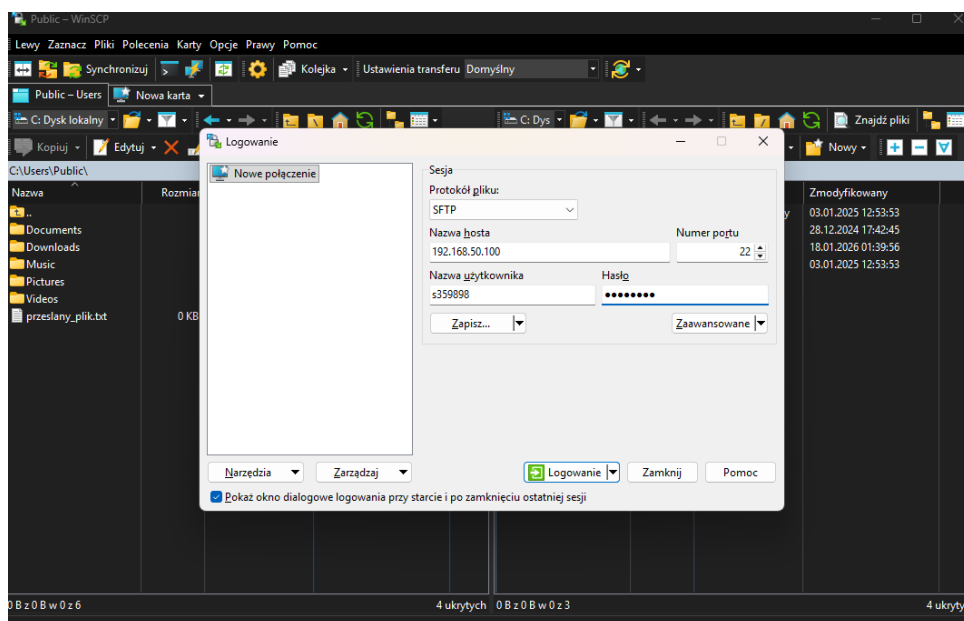 Public – WinSCP
Lewy Zaznacz Pliki Polecenia Karty Opcje Prawy Pomoc
Synchronizuj Kolejka Ustawienia transferu Domyślny
Public – Users Nowa karta
C: Dysk lokalny C: Dys Znajdź pliki
Kopiuj Edytuj Nowy
C:\Users\Public\
Nazwa Rozmiar Zmodyfikowany
.. 03.01.2025 12:53:53
Documents 28.12.2024 17:42:45
Downloads 18.01.2026 01:39:56
Music 03.01.2025 12:53:53
Pictures
Videos
przeslany_plik.txt 0 KB
Logowanie
Nowe połączenie
Sesja
Protokół pliku:
SFTP
Nazwa hosta Numer portu
192.168.50.100 22
Nazwa użytkownika Hasło
s359898 ●●●●●●●●
Zapisz... Zaawansowane
Narzędzia Zarządzaj Logowanie Zamknij Pomoc
Pokaż okno dialogowe logowania przy starcie i po zamknięciu ostatniej sesji
0 B z 0 B w 0 z 6 4 ukrytych 0 B z 0 B w 0 z 3 4 ukryty